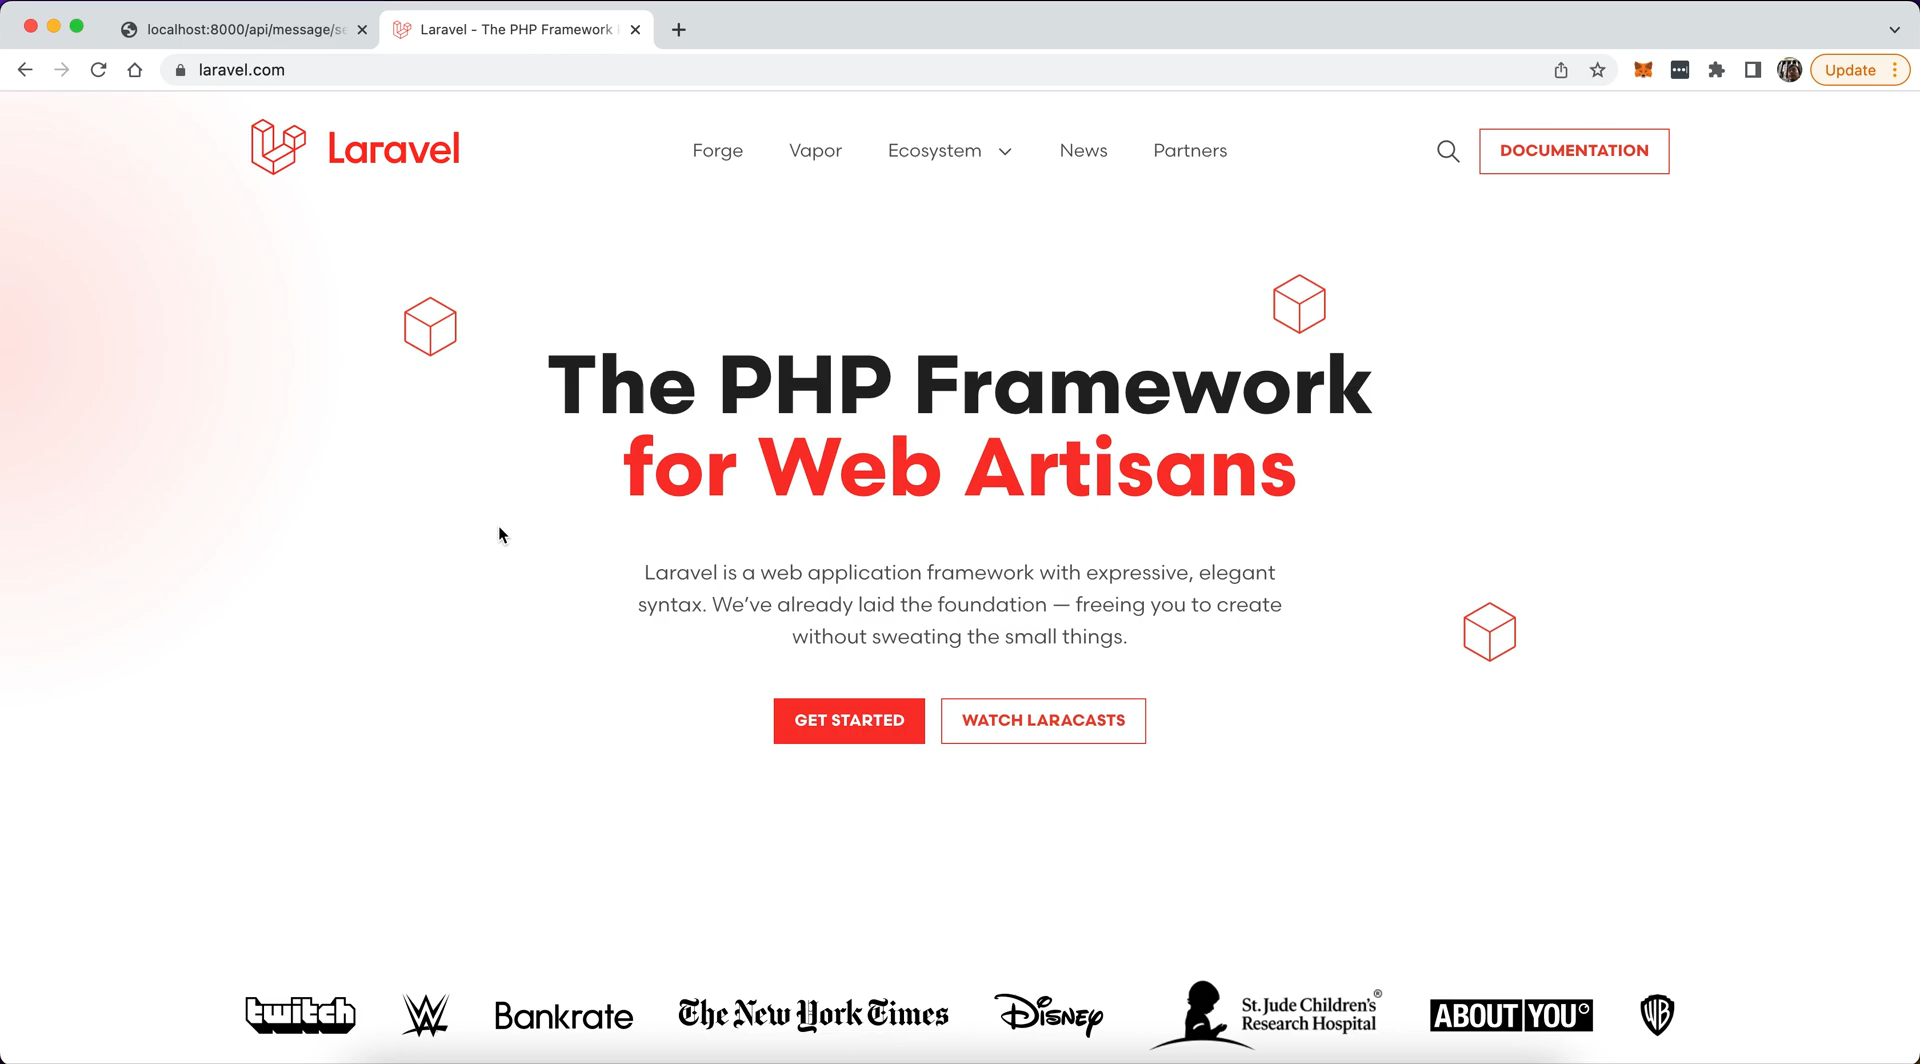 localhost:8000/api/message/se
Laravel - The PHP Framework
laravel.com
Update
Laravel
Forge
Vapor
Ecosystem
News
Partners
DOCUMENTATION
The PHP Framework
for Web Artisans
Laravel is a web application framework with expressive, elegant
syntax. We’ve already laid the foundation — freeing you to create
without sweating the small things.
GET STARTED
WATCH LARACASTS
twitch
W
Bankrate
The New York Times
Disney
St. Jude Children's®
Research Hospital
ABOUT YOU
WB